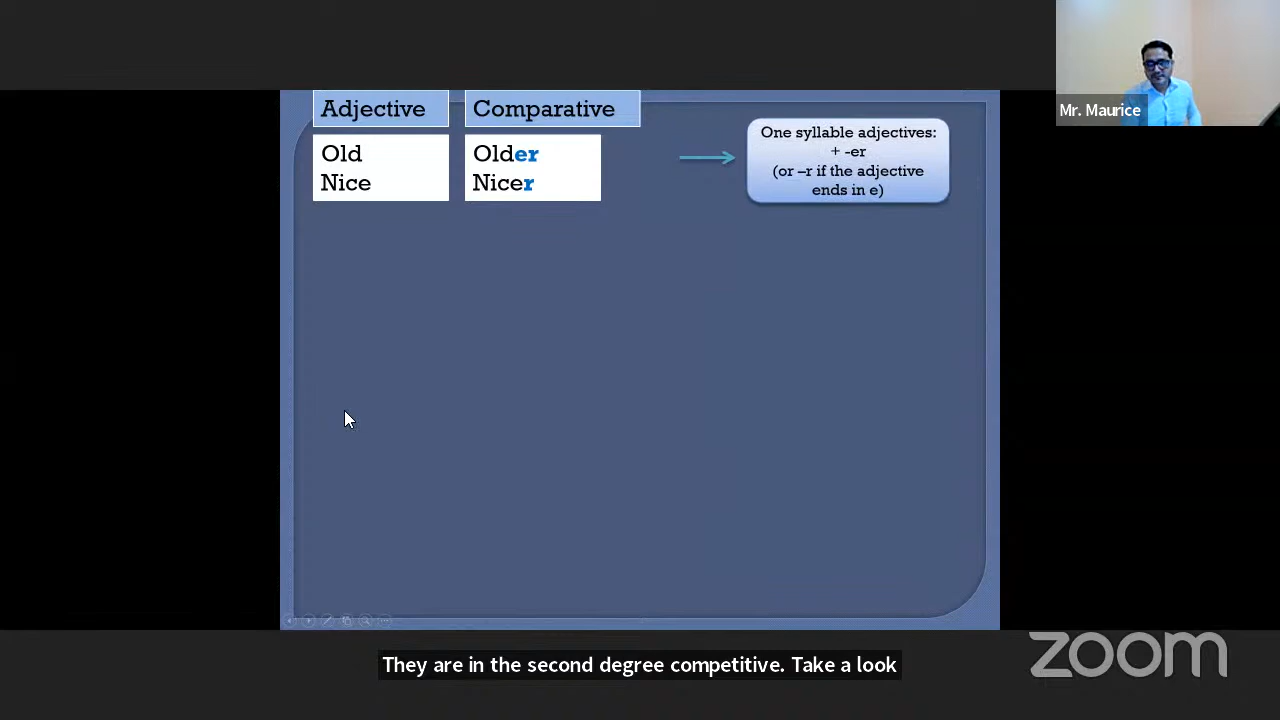 Adjective
Comparative
Old
Nice
Older
Nicer
One syllable adjectives:
+ -er
(or –r if the adjective
ends in e)
Mr. Maurice
They are in the second degree competitive. Take a look
zoom